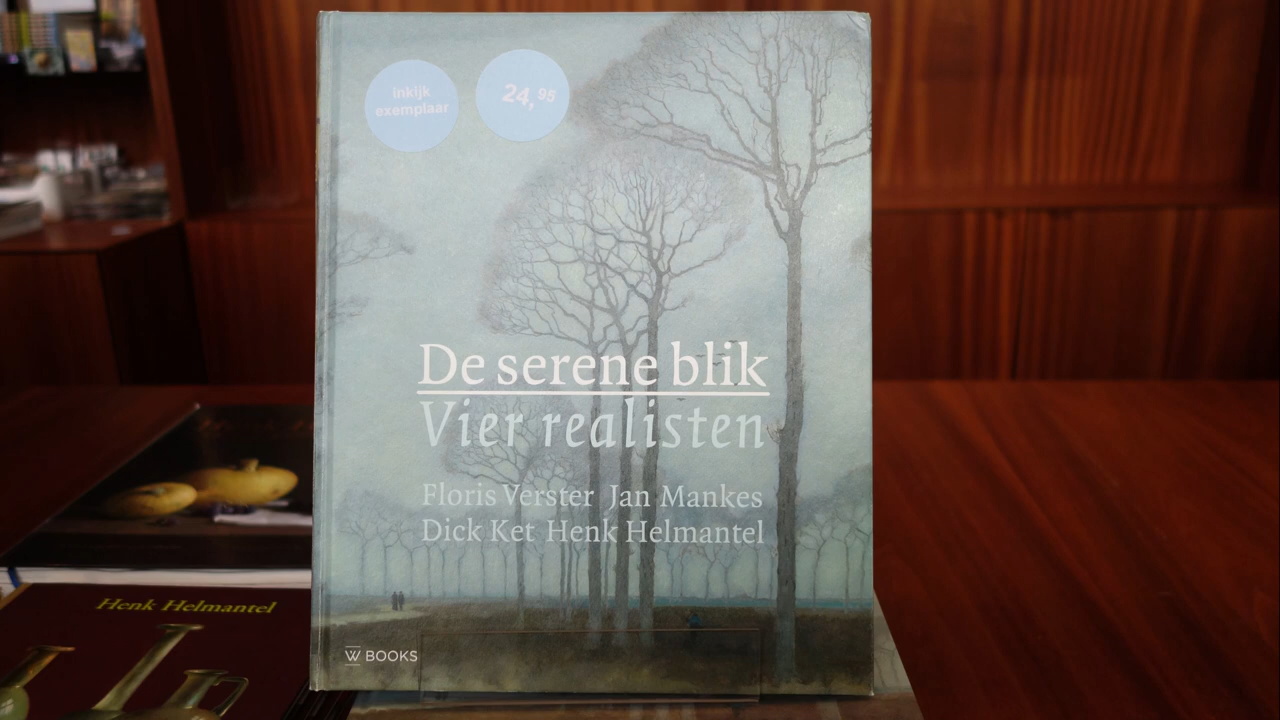 Inkijk
exemplaar
24,95
De serene blik
Vier realisten
Floris Verster Jan Mankes
Dick Ket Henk Helmantel
W BOOKS
Henk Helmantel